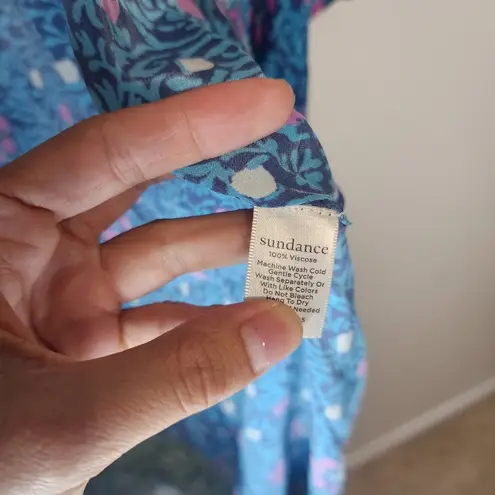 sundance
100% Viscose
Machine Wash Cold
Gentle Cycle
Wash Separately Or
With Like Colors
Do Not Bleach
Hang To Dry
Needed
S